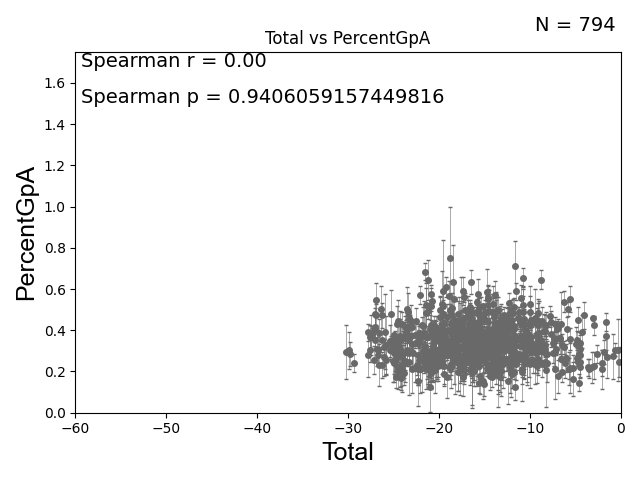 N = 794
Total vs PercentGpA
Spearman r = 0.00
Spearman p = 0.9406059157449816
PercentGpA
1.6
1.4
1.2
1.0
0.8
0.6
0.4
0.2
0.0
−60 −50 −40 −30 −20 −10 0
Total